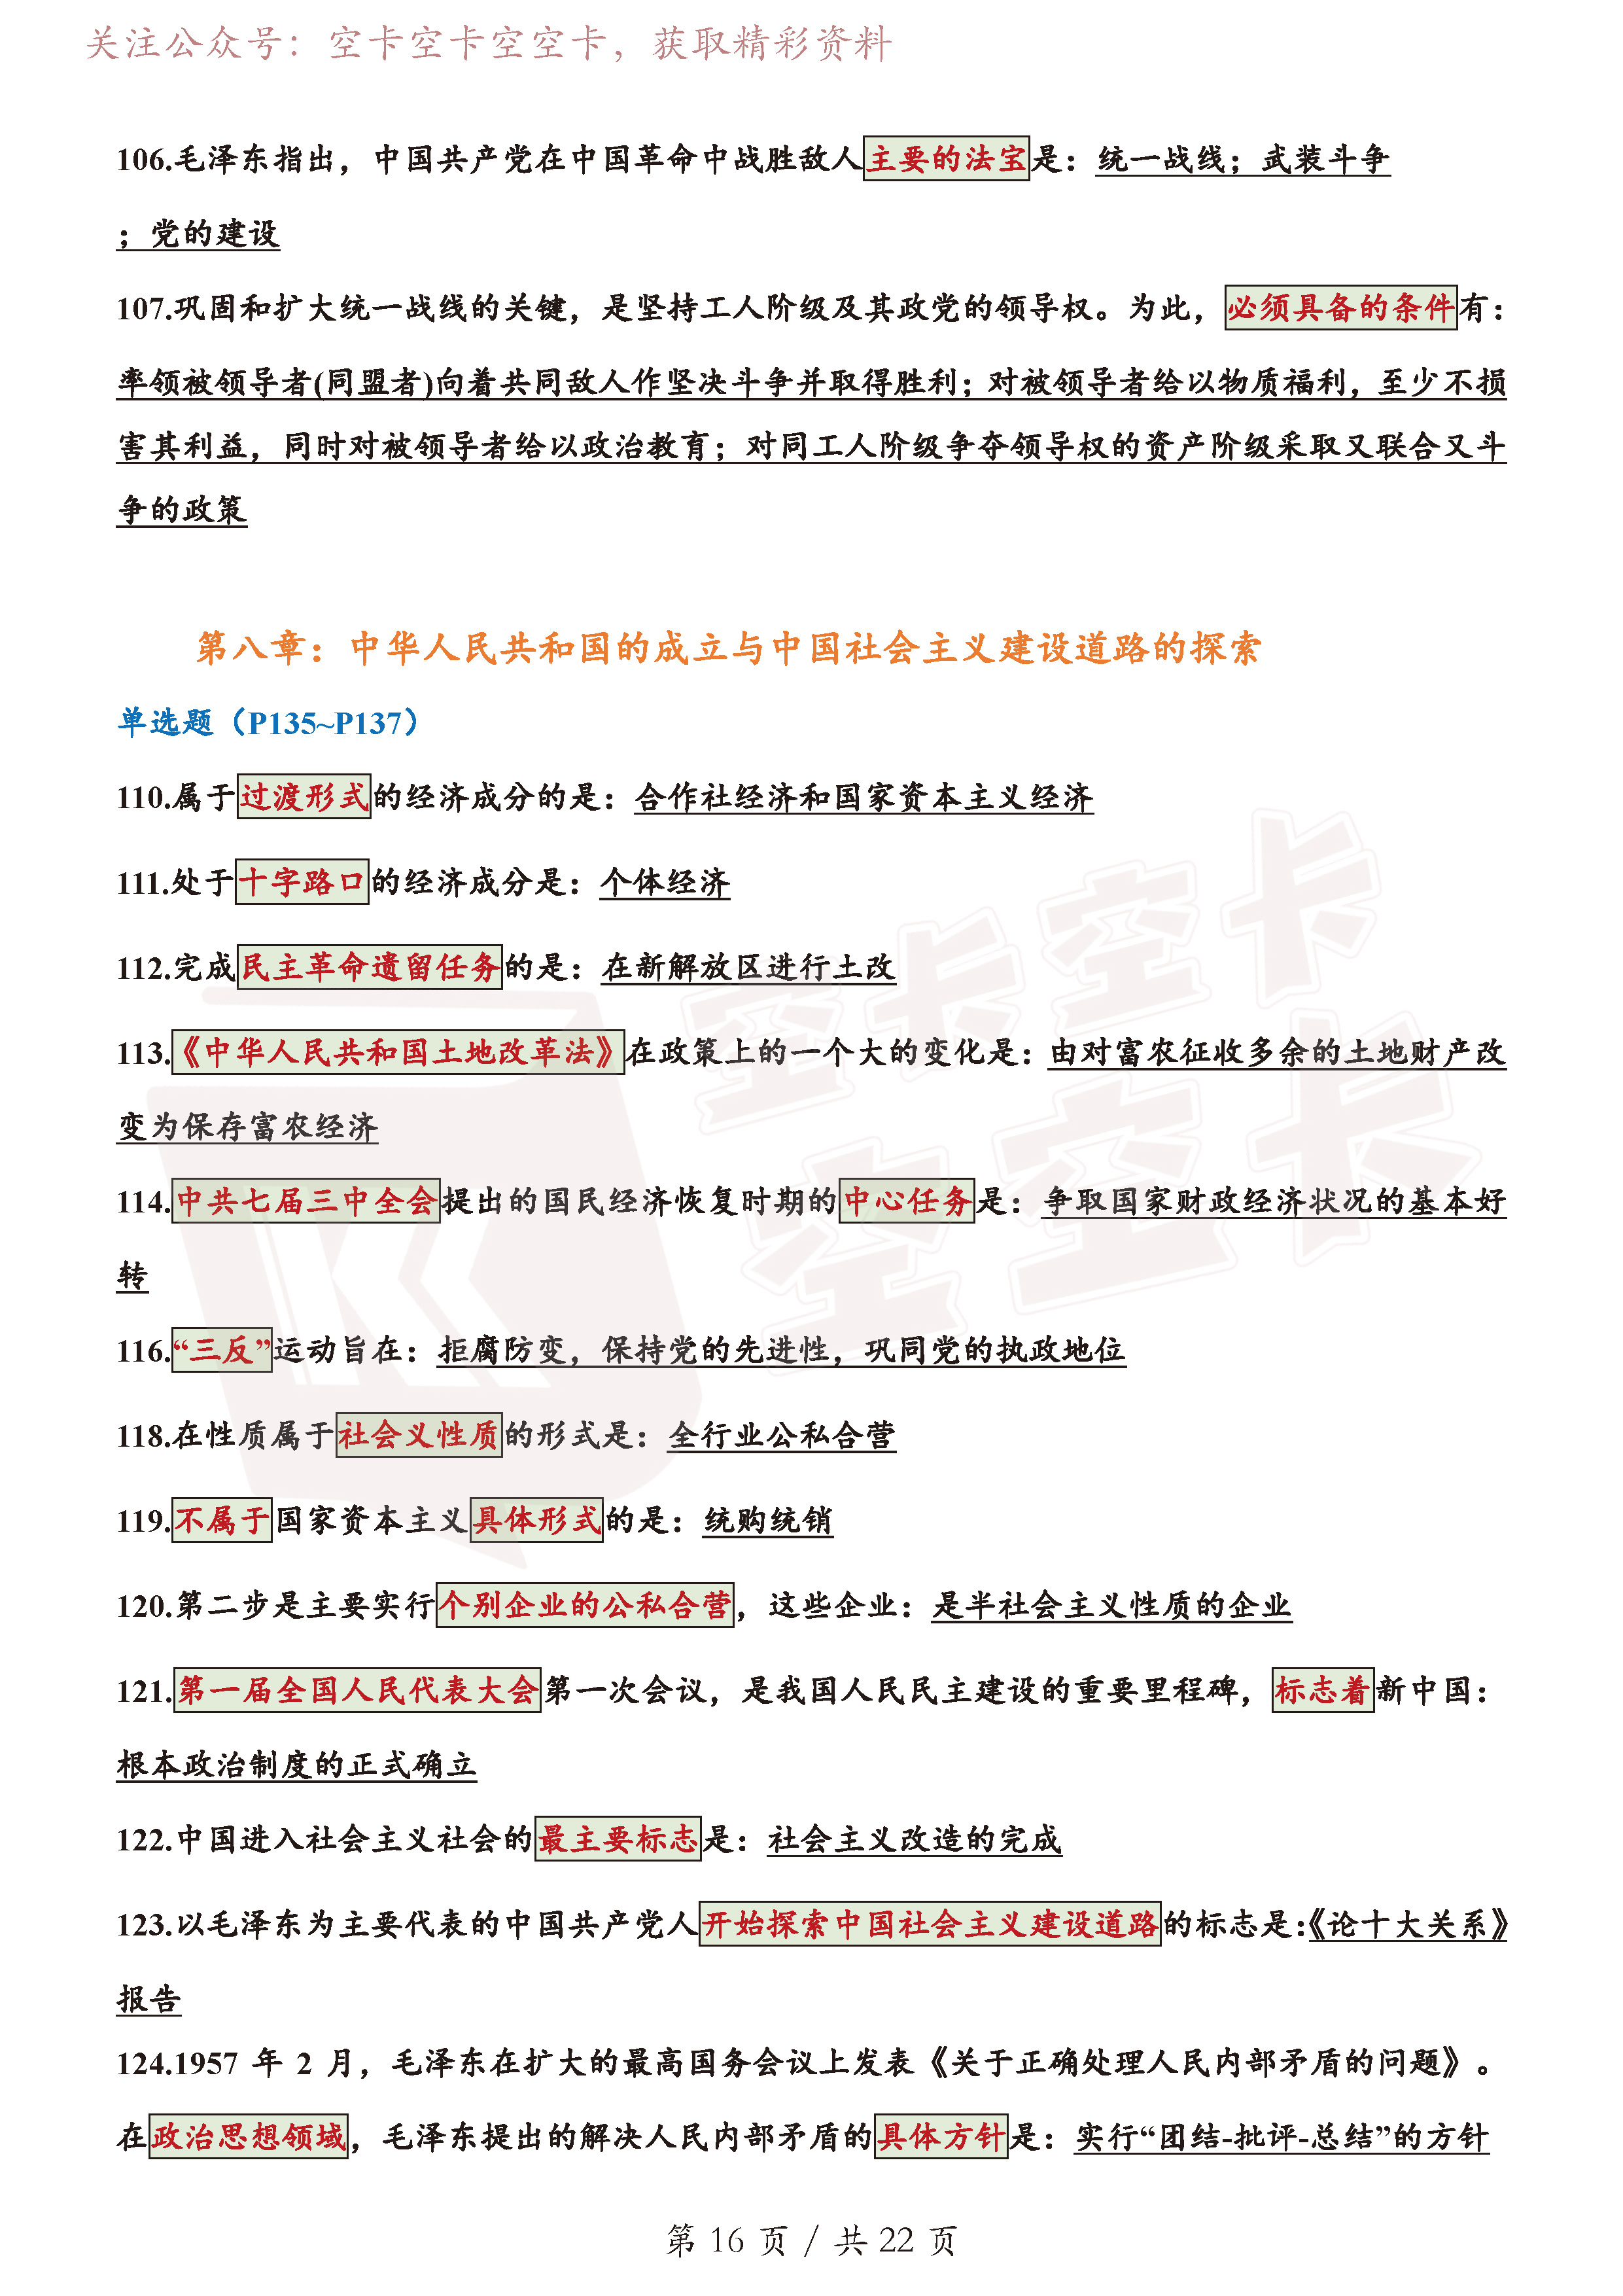 关注公众号：空卡空卡空空卡，获取精彩资料
106.毛泽东指出，中国共产党在中国革命中战胜敌人主要的法宝是：统一战线；武装斗争
；党的建设
107.巩固和扩大统一战线的关键，是坚持工人阶级及其政党的领导权。为此，必须具备的条件有：
率领被领导者(同盟者)向着共同敌人作坚决斗争并取得胜利；对被领导者给以物质福利，至少不损
害其利益，同时对被领导者给以政治教育；对同工人阶级争夺领导权的资产阶级采取又联合又斗
争的政策
第八章：中华人民共和国的成立与中国社会主义建设道路的探索
单选题（P135~P137）
110.属于过渡形式的经济成分的是：合作社经济和国家资本主义经济
111.处于十字路口的经济成分是：个体经济
112.完成民主革命遗留任务的是：在新解放区进行土改
113.《中华人民共和国土地改革法》在政策上的一个大的变化是：由对富农征收多余的土地财产改
变为保存富农经济
114.中共七届三中全会提出的国民经济恢复时期的中心任务是：争取国家财政经济状况的基本好
转
116.“三反”运动旨在：拒腐防变，保持党的先进性，巩同党的执政地位
118.在性质属于社会义性质的形式是：全行业公私合营
119.不属于国家资本主义具体形式的是：统购统销
120.第二步是主要实行个别企业的公私合营，这些企业：是半社会主义性质的企业
121.第一届全国人民代表大会第一次会议，是我国人民民主建设的重要里程碑，标志着新中国：
根本政治制度的正式确立
122.中国进入社会主义社会的最主要标志是：社会主义改造的完成
123.以毛泽东为主要代表的中国共产党人开始探索中国社会主义建设道路的标志是：《论十大关系》
报告
124.1957 年 2 月，毛泽东在扩大的最高国务会议上发表《关于正确处理人民内部矛盾的问题》。
在政治思想领域，毛泽东提出的解决人民内部矛盾的具体方针是：实行“团结-批评-总结”的方针
空卡空卡
空空卡
第 16 页 / 共 22 页